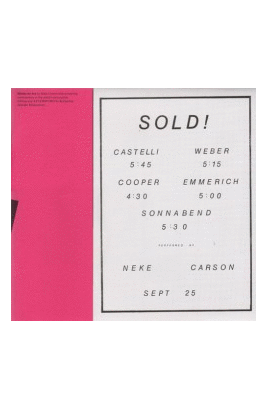 SOLD!
CASTELLI WEBER
5:45 5:15
COOPER EMMERICH
4:30 5:00
SONNABEND
5:30
PERFORMED BY
NEKE CARSON
SEPT 25